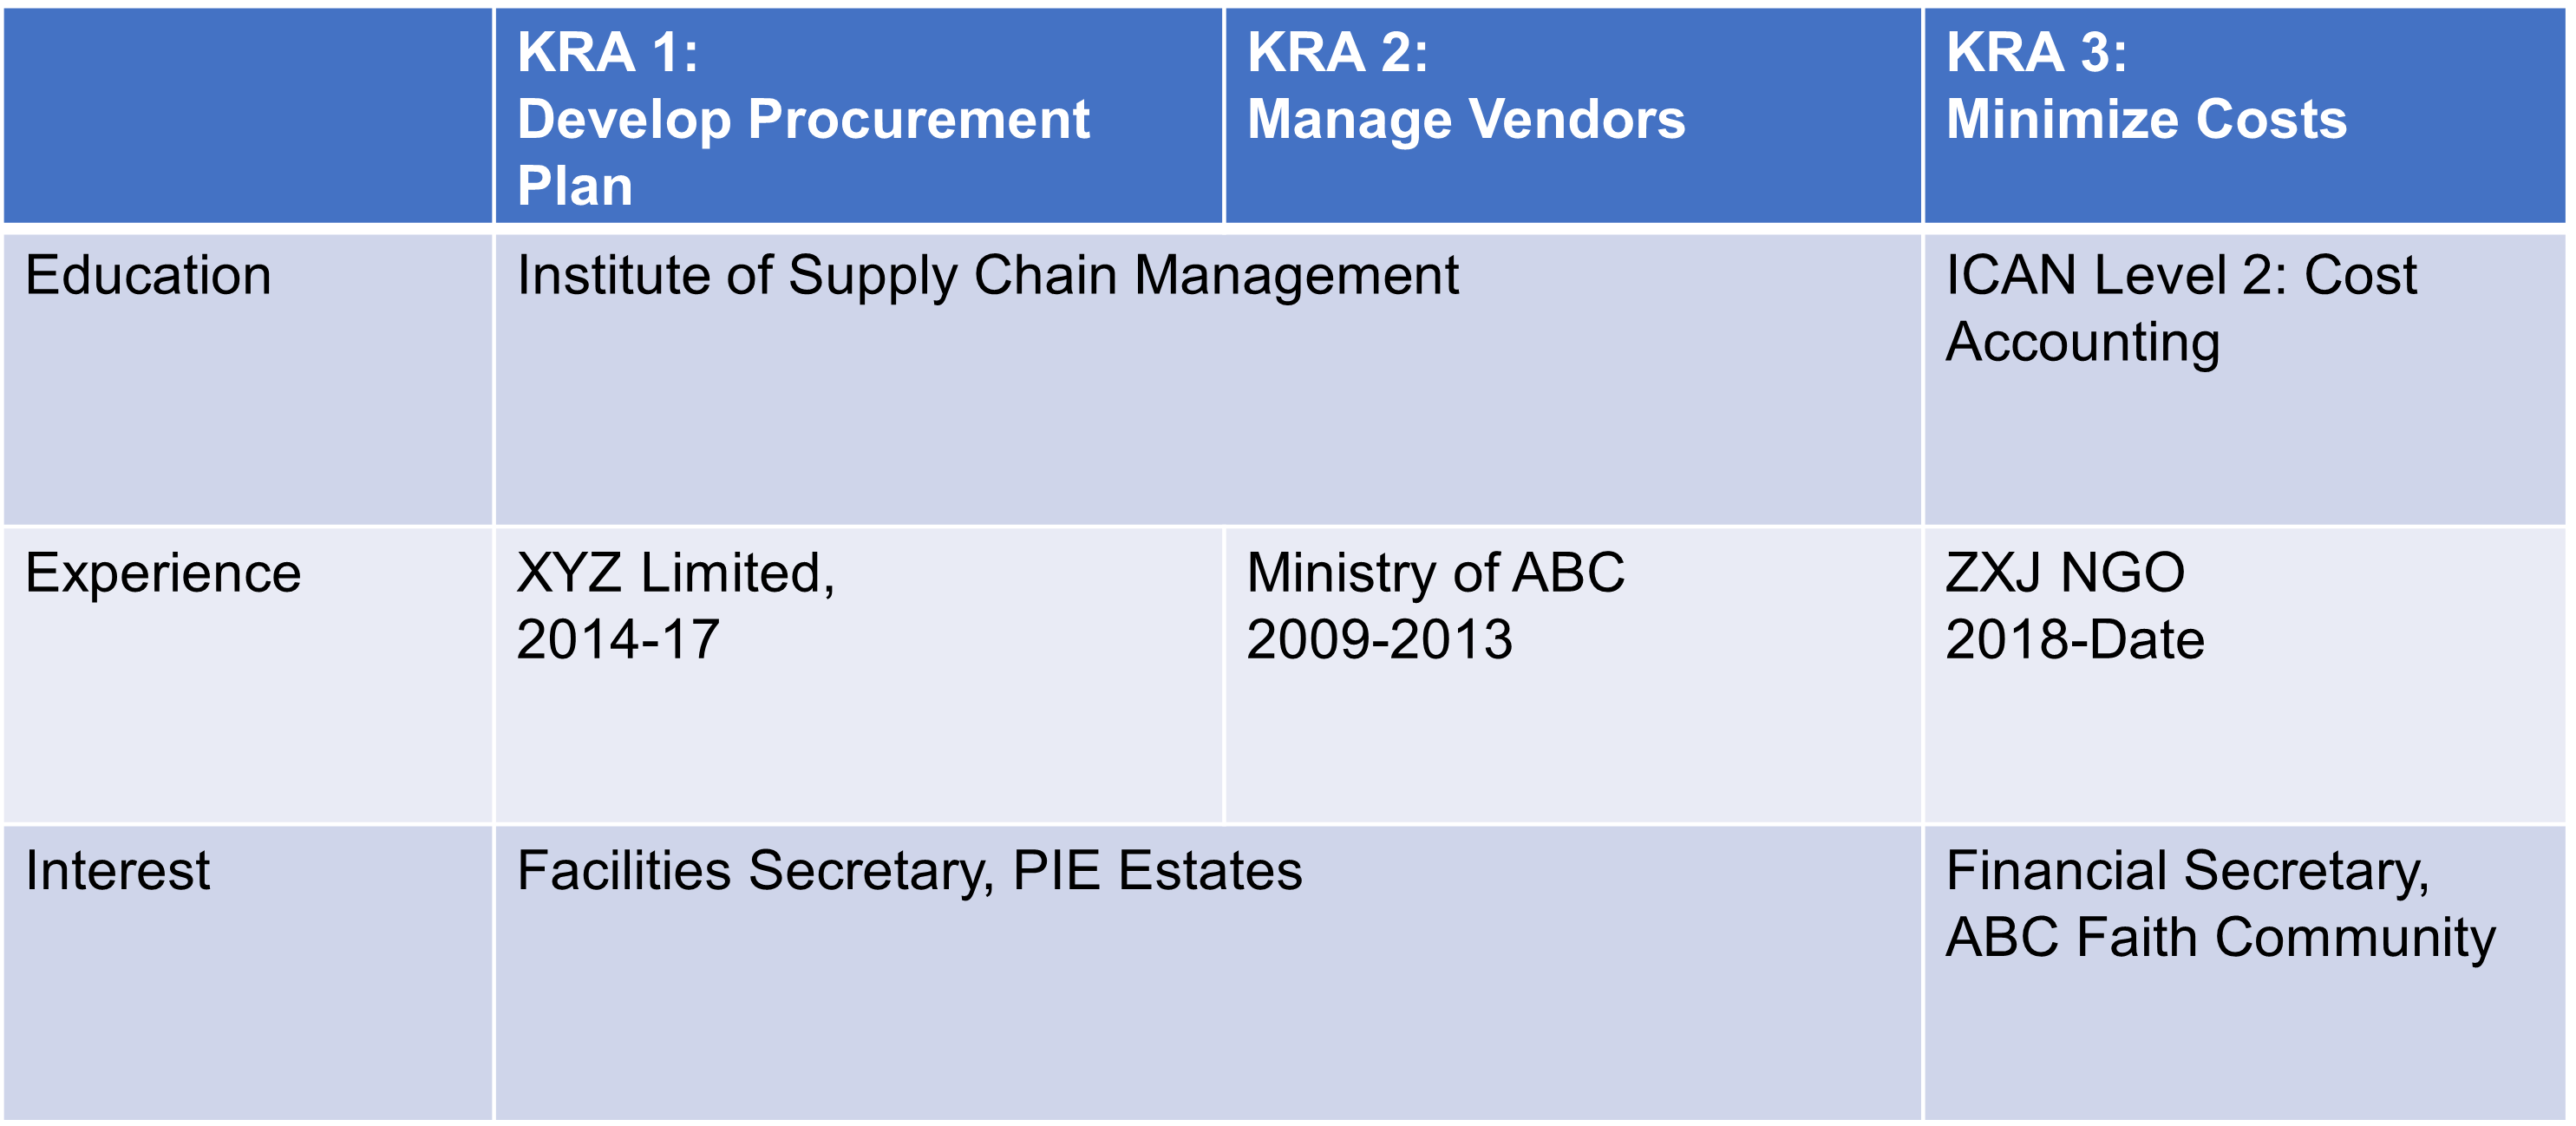 KRA 1:
Develop Procurement
Plan
KRA 2:
Manage Vendors
KRA 3:
Minimize Costs
Education
Institute of Supply Chain Management
ICAN Level 2: Cost
Accounting
Experience
XYZ Limited,
2014-17
Ministry of ABC
2009-2013
ZXJ NGO
2018-Date
Interest
Facilities Secretary, PIE Estates
Financial Secretary,
ABC Faith Community